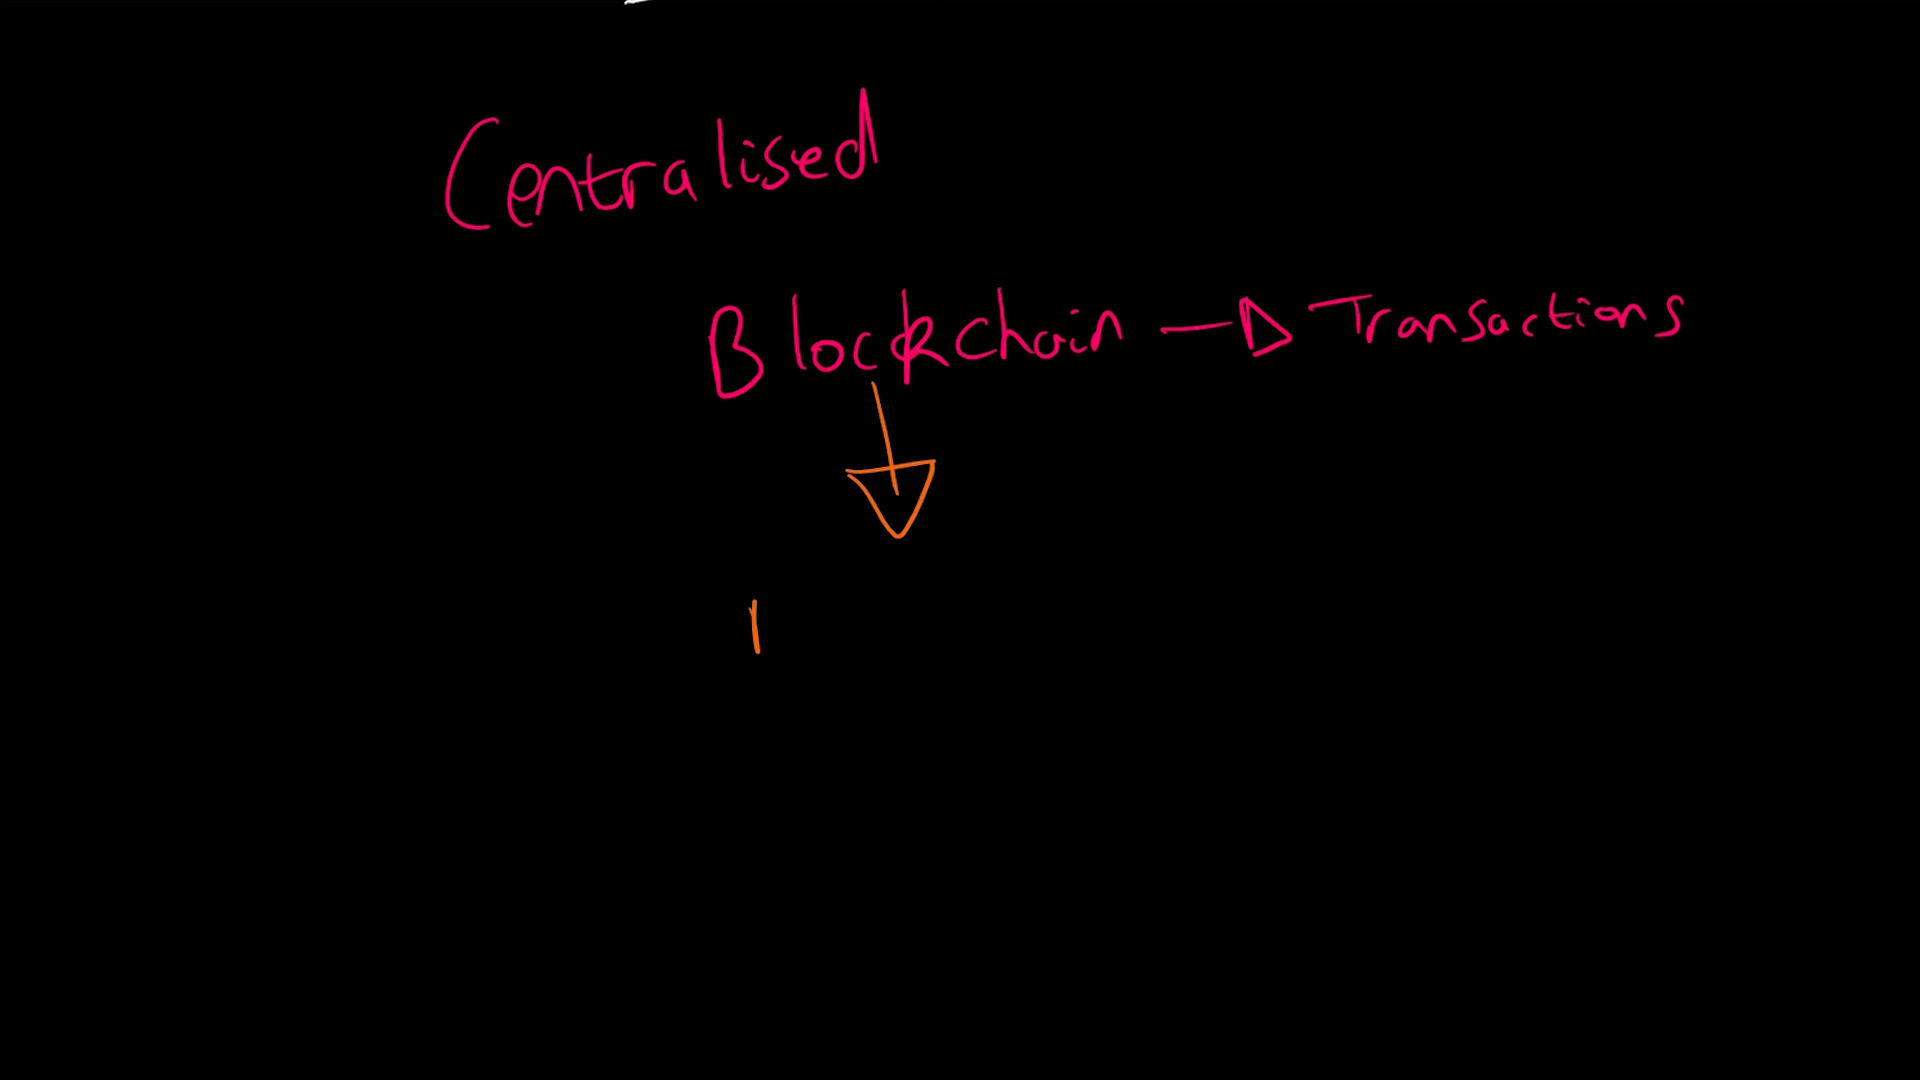 Centralised
Blockchain → Transactions